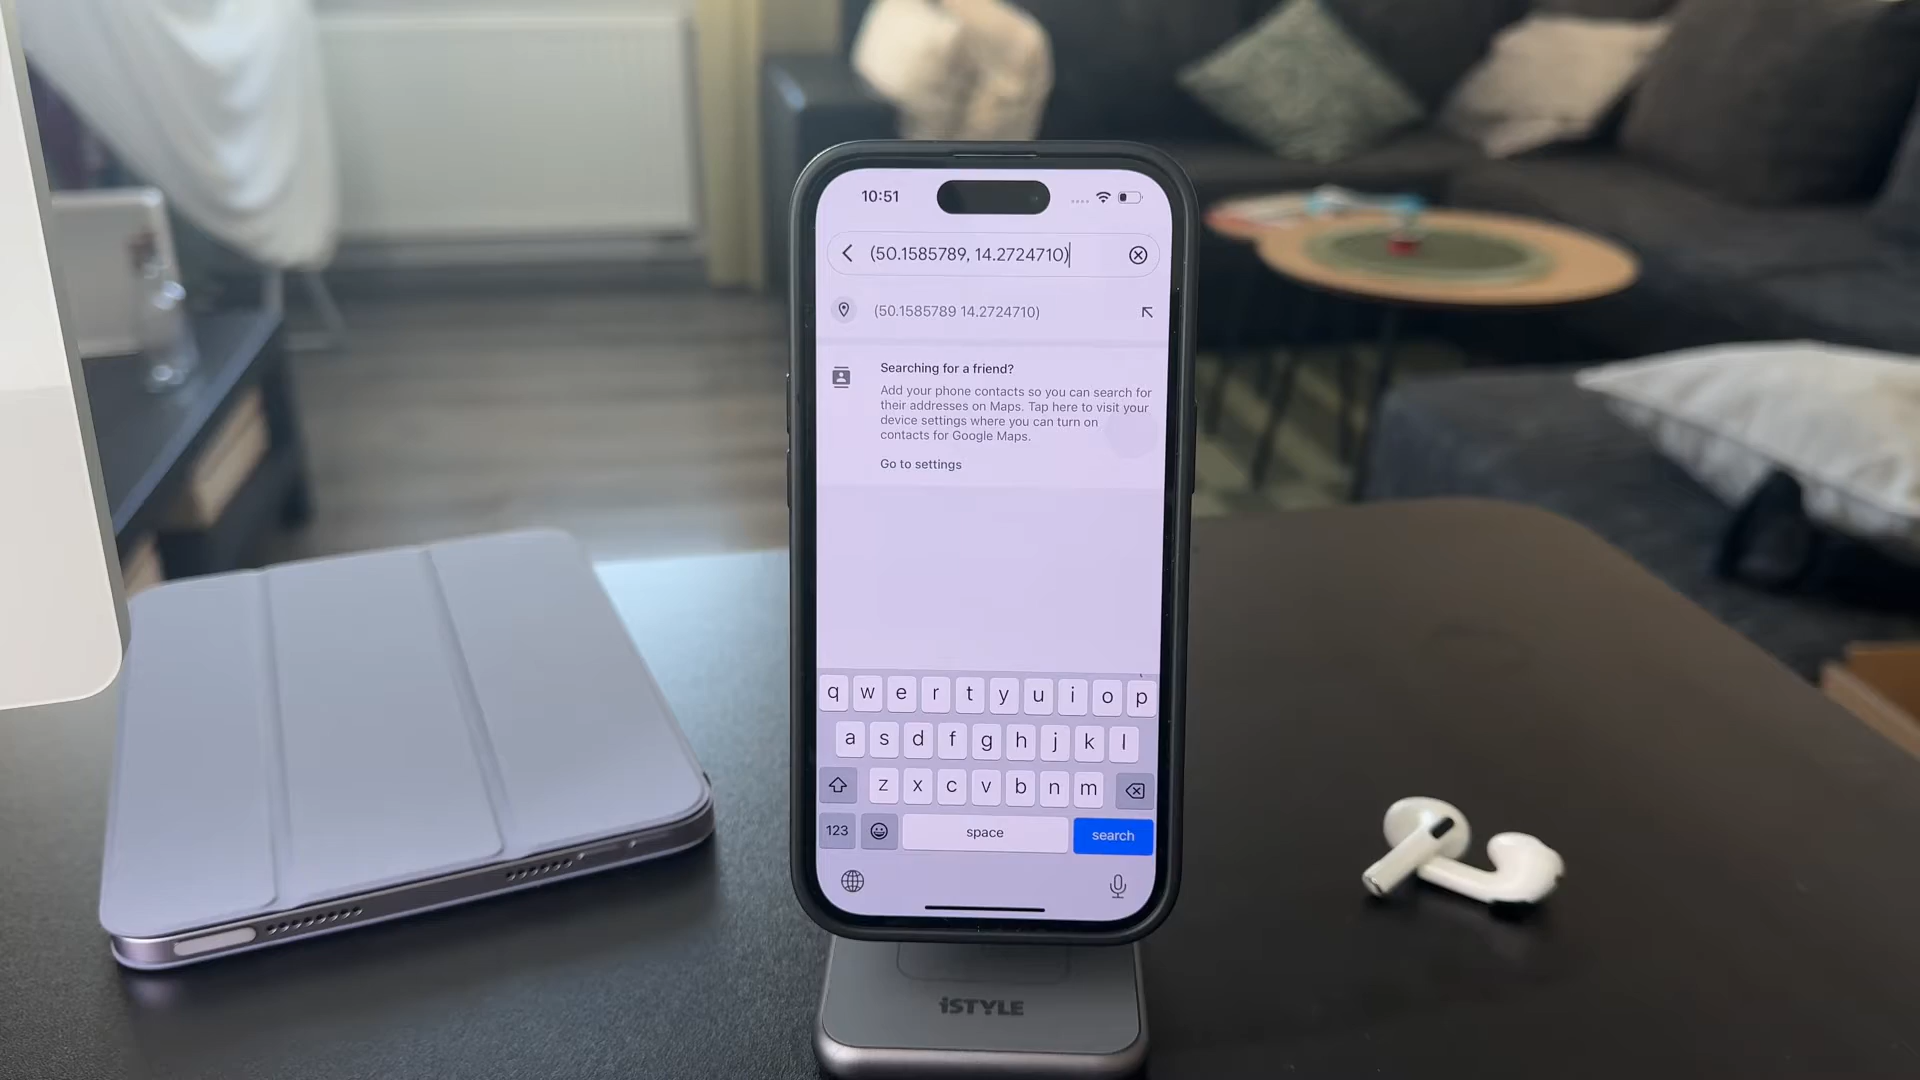 10:51
(50.1585789, 14.2724710)
(50.1585789 14.2724710)
Searching for a friend?
Add your phone contacts so you can search for
their addresses on Maps. Tap here to visit your
device settings where you can turn on
contacts for Google Maps.
Go to settings
q w e r t y u i o p
a s d f g h j k l
z x c v b n m
123 space search
iSTYLE